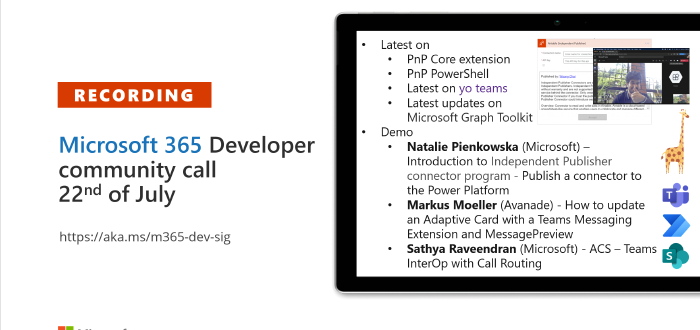 RECORDING
Microsoft 365 Developer
community call
22nd of July
https://aka.ms/m365-dev-sig
• Latest on
• PnP Core extension
• PnP PowerShell
• Latest on yo teams
• Latest updates on
Microsoft Graph Toolkit
• Demo
• Natalie Pienkowska (Microsoft) –
Introduction to Independent Publisher
connector program - Publish a connector to
the Power Platform
• Markus Moeller (Avanade) - How to update
an Adaptive Card with a Teams Messaging
Extension and MessagePreview
• Sathya Raveendran (Microsoft) - ACS – Teams
InterOp with Call Routing